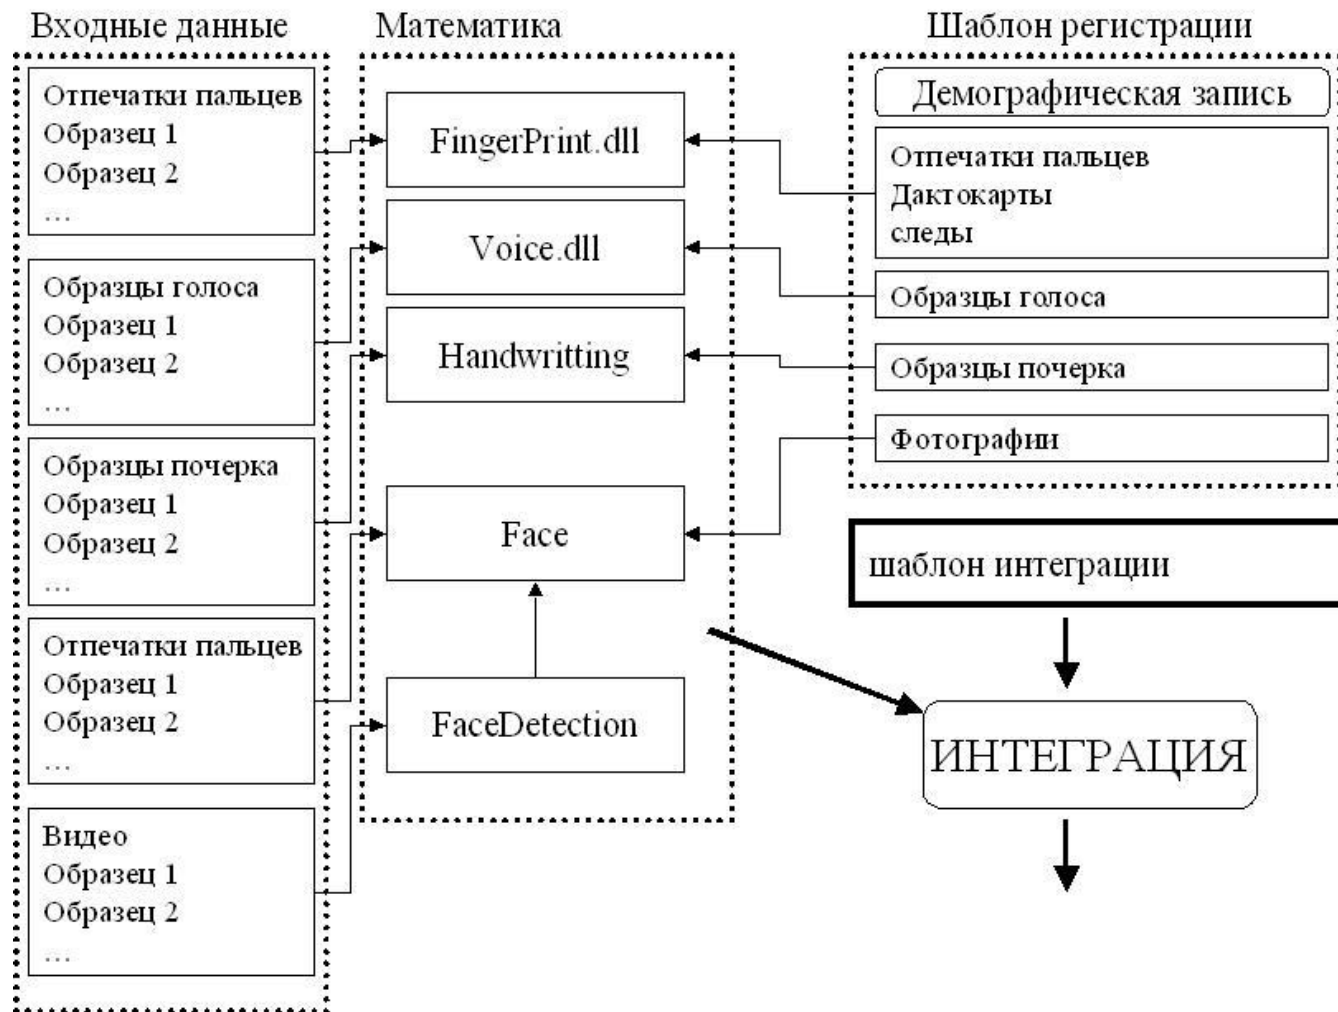 Входные данные
Отпечатки пальцев
Образец 1
Образец 2
…
Образцы голоса
Образец 1
Образец 2
…
Образцы почерка
Образец 1
Образец 2
…
Отпечатки пальцев
Образец 1
Образец 2
…
Видео
Образец 1
Образец 2
…
Математика
FingerPrint.dll
Voice.dll
Handwritting
Face
FaceDetection
Шаблон регистрации
Демографическая запись
Отпечатки пальцев
Дактокарты
следы
Образцы голоса
Образцы почерка
Фотографии
шаблон интеграции
ИНТЕГРАЦИЯ